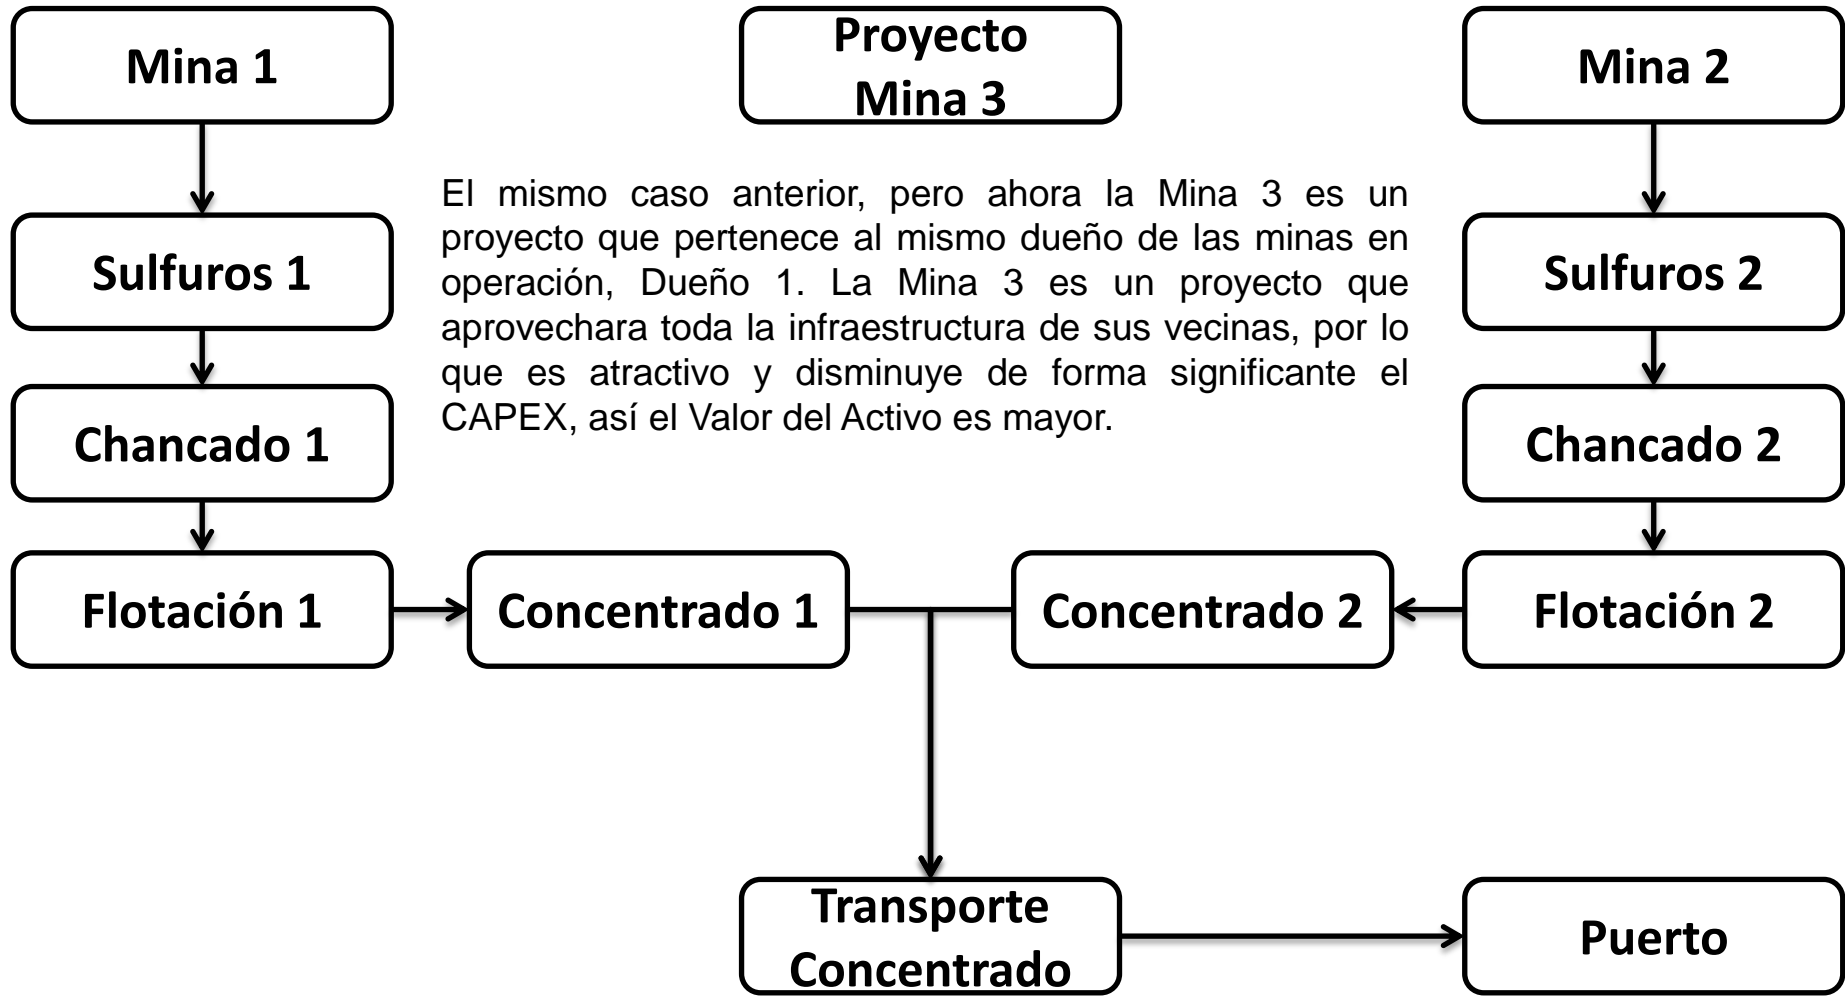 Mina 1
Proyecto
Mina 3
Mina 2
El mismo caso anterior, pero ahora la Mina 3 es un
proyecto que pertenece al mismo dueño de las minas en
operación, Dueño 1. La Mina 3 es un proyecto que
aprovechara toda la infraestructura de sus vecinas, por lo
que es atractivo y disminuye de forma significante el
CAPEX, así el Valor del Activo es mayor.
Sulfuros 1
Sulfuros 2
Chancado 1
Chancado 2
Flotación 1
Concentrado 1
Concentrado 2
Flotación 2
Transporte
Concentrado
Puerto